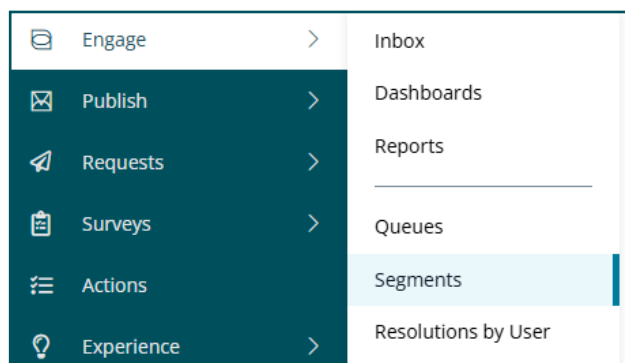 Engage
Publish
Requests
Surveys
Actions
Experience
Inbox
Dashboards
Reports
Queues
Segments
Resolutions by User